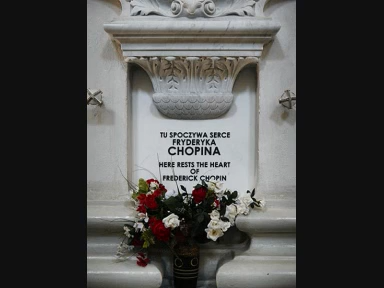 TU SPOCZYWA SERCE
FRYDERYKA
CHOPINA
HERE RESTS THE HEART
OF
FREDERICK CHOPIN